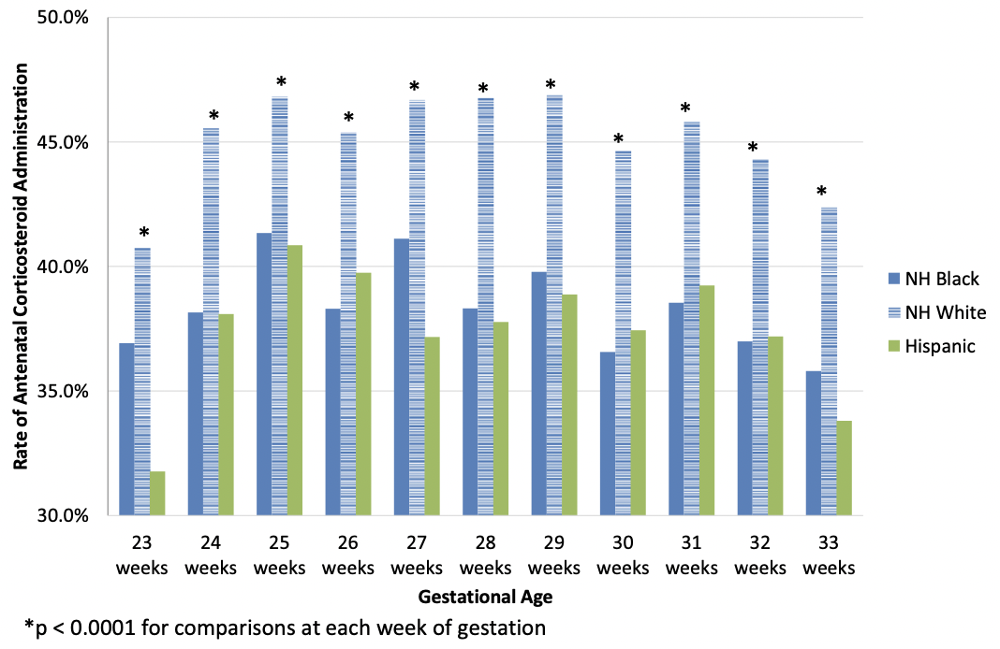 50.0%
45.0%
40.0%
35.0%
30.0%
Rate of Antenatal Corticosteroid Administration
* * * * * * * * * * *
23 24 25 26 27 28 29 30 31 32 33
weeks weeks weeks weeks weeks weeks weeks weeks weeks weeks weeks
Gestational Age
NH Black
NH White
Hispanic
*p < 0.0001 for comparisons at each week of gestation